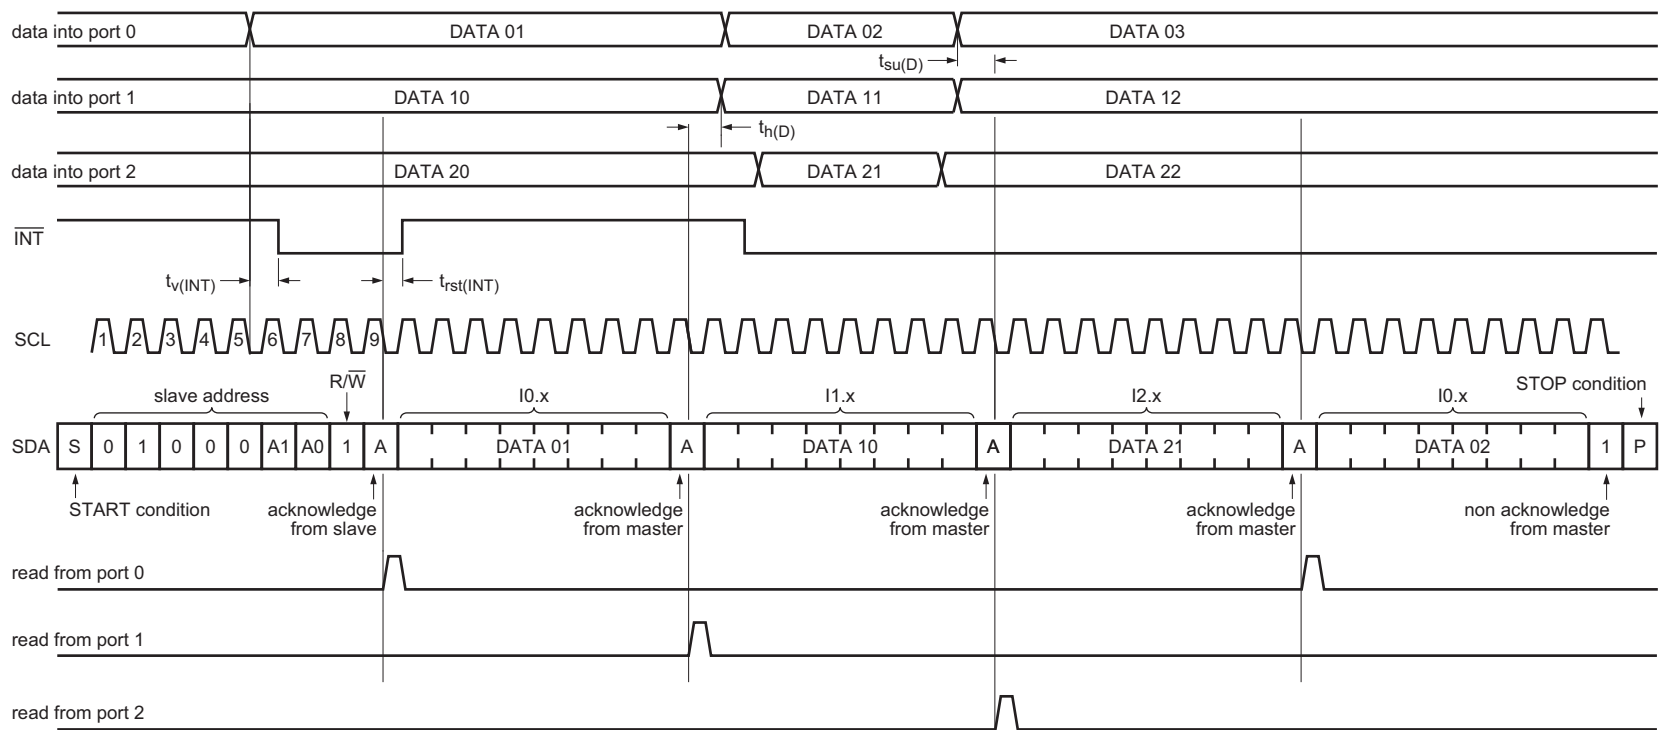 data into port 0 DATA 01 DATA 02 DATA 03
tsu(D)
data into port 1 DATA 10 DATA 11 DATA 12
th(D)
data into port 2 DATA 20 DATA 21 DATA 22
INT
tv(INT) trst(INT)
SCL 1 2 3 4 5 6 7 8 9
R/W
slave address I0.x I1.x I2.x I0.x STOP condition
SDA S 0 1 0 0 0 A1 A0 1 A DATA 01 A DATA 10 A DATA 21 A DATA 02 1 P
START condition acknowledge acknowledge acknowledge acknowledge non acknowledge
from slave from master from master from master from master
read from port 0
read from port 1
read from port 2